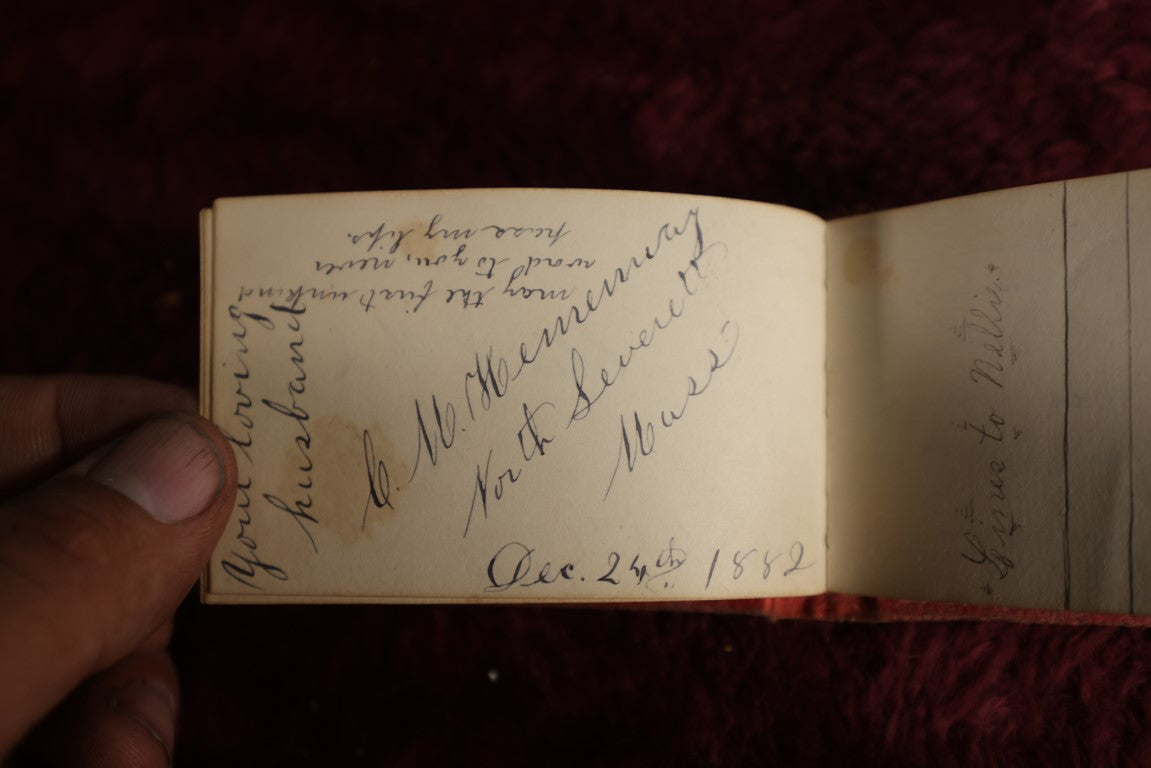 Your loving
husband
may the first unkind
word to you, never
pass my lips.
C. M. Hemenway
North Leverett
Mass
Dec. 1882
Lines to Nellie.